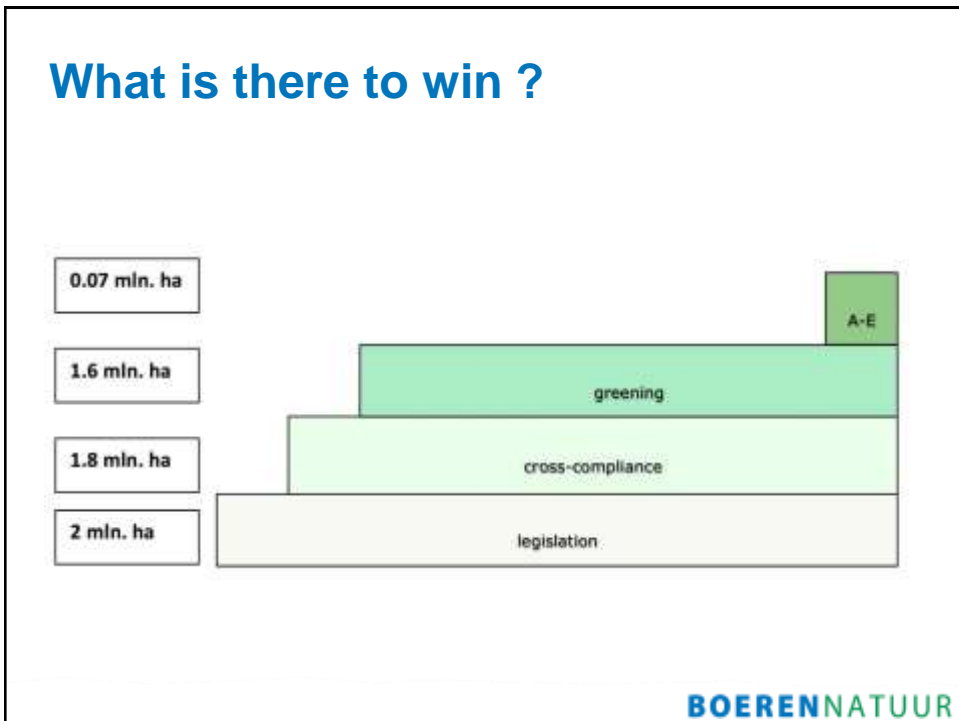 What is there to win ?
0.07 mln. ha
A-E
1.6 mln. ha
greening
1.8 mln. ha
cross-compliance
2 mln. ha
legislation
BOERENNATUUR